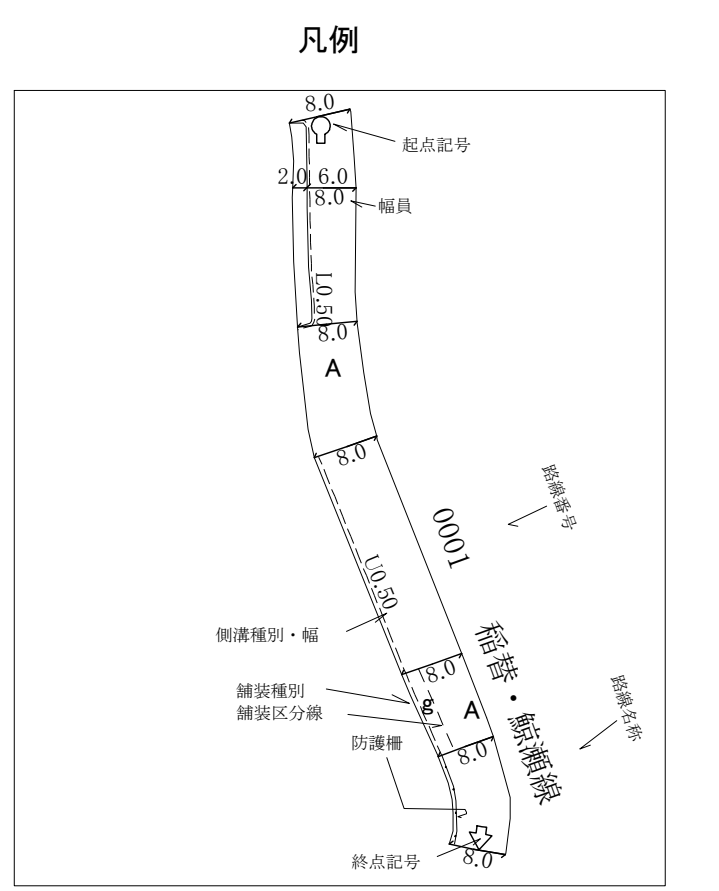 凡例
8.0
起点記号
2.0 6.0
8.0
幅員
L0.50
8.0
A
8.0
路線番号
0001
U0.50
側溝種別・幅
稲替・鯨瀬線
8.0
路線名称
舗装種別
g
A
舗装区分線
防護柵
8.0
終点記号
8.0